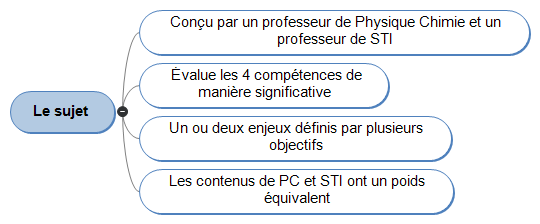 Le sujet
Conçu par un professeur de Physique Chimie et un
professeur de STI
Évalue les 4 compétences de
manière significative
Un ou deux enjeux définis par plusieurs
objectifs
Les contenus de PC et STI ont un poids
équivalent